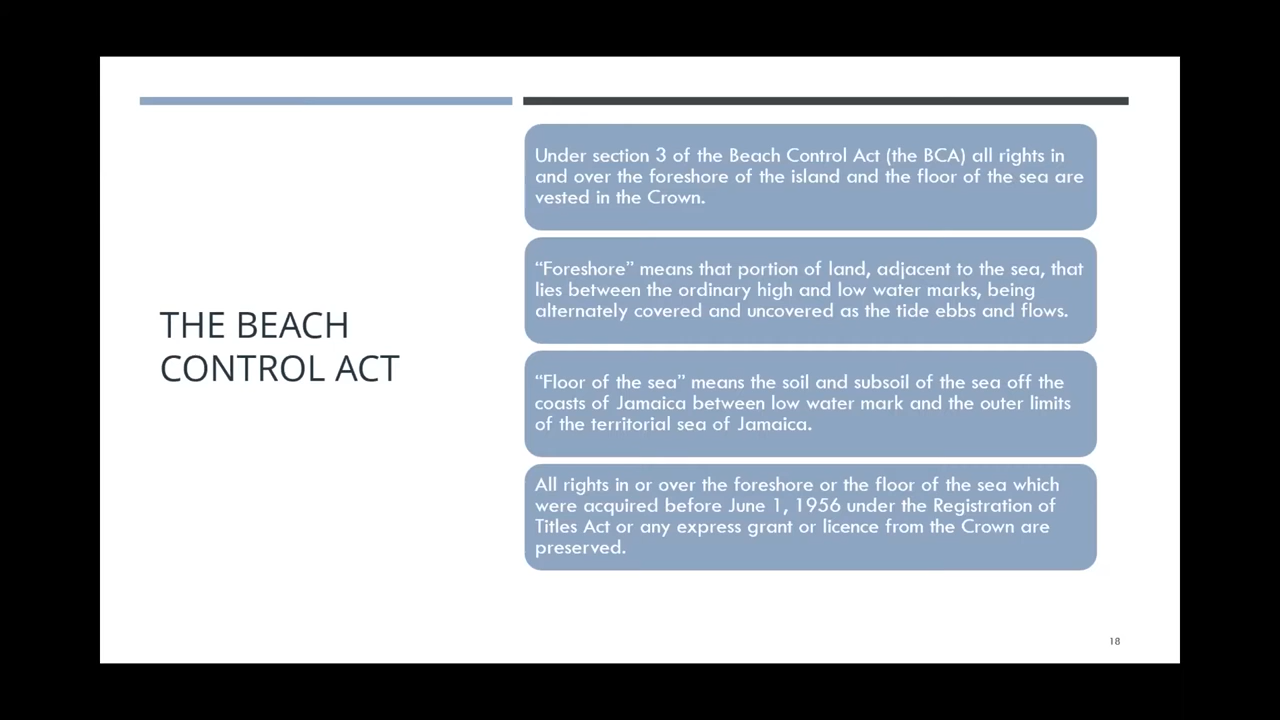 THE BEACH
CONTROL ACT
Under section 3 of the Beach Control Act (the BCA) all rights in
and over the foreshore of the island and the floor of the sea are
vested in the Crown.
“Foreshore” means that portion of land, adjacent to the sea, that
lies between the ordinary high and low water marks, being
alternately covered and uncovered as the tide ebbs and flows.
“Floor of the sea” means the soil and subsoil of the sea off the
coasts of Jamaica between low water mark and the outer limits
of the territorial sea of Jamaica.
All rights in or over the foreshore or the floor of the sea which
were acquired before June 1, 1956 under the Registration of
Titles Act or any express grant or licence from the Crown are
preserved.
18